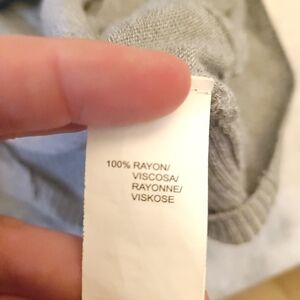 100% RAYON/
VISCOSA/
RAYONNE/
VISKOSE